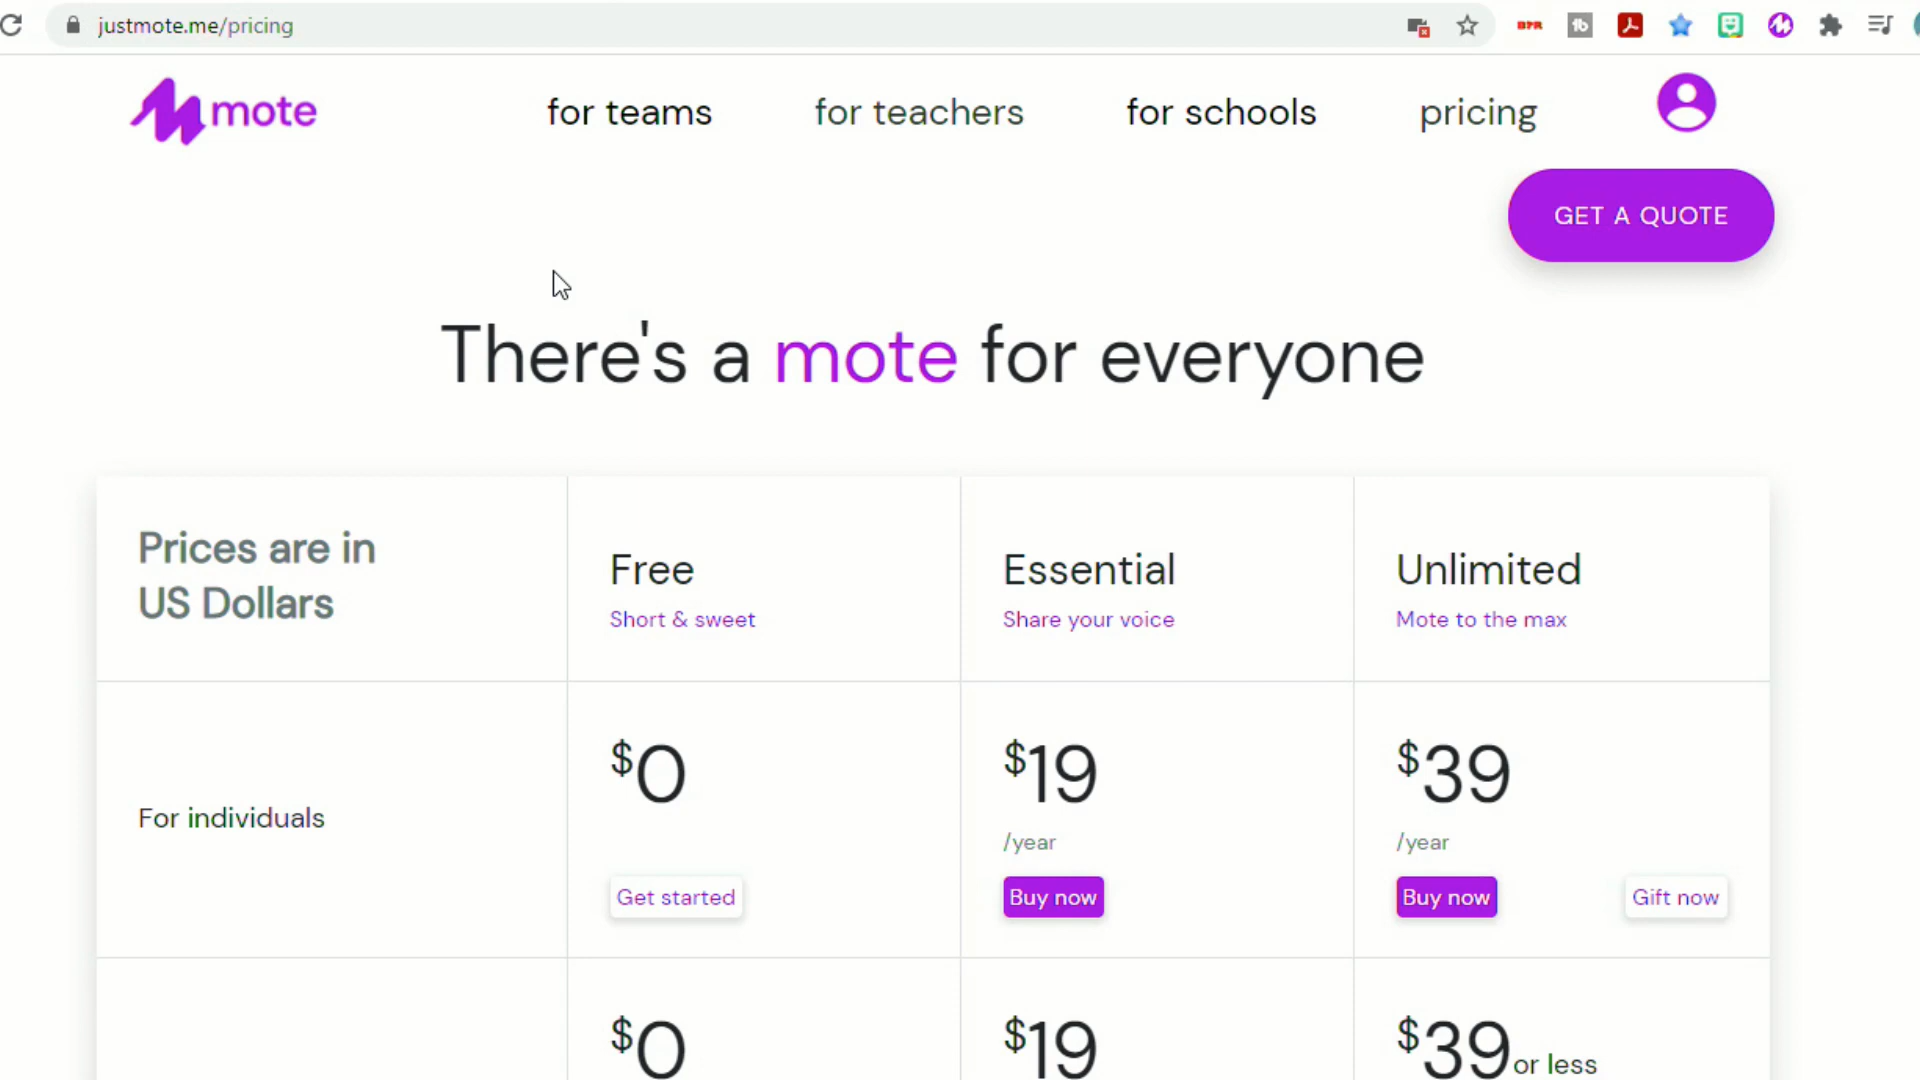 justmote.me/pricing
BPR
mote
for teams
for teachers
for schools
pricing
GET A QUOTE
There's a mote for everyone
Prices are in
US Dollars
Free
Short & sweet
Essential
Share your voice
Unlimited
Mote to the max
For individuals
$0
Get started
$19
/year
Buy now
$39
/year
Buy now
Gift now
$0
$19
$39 or less